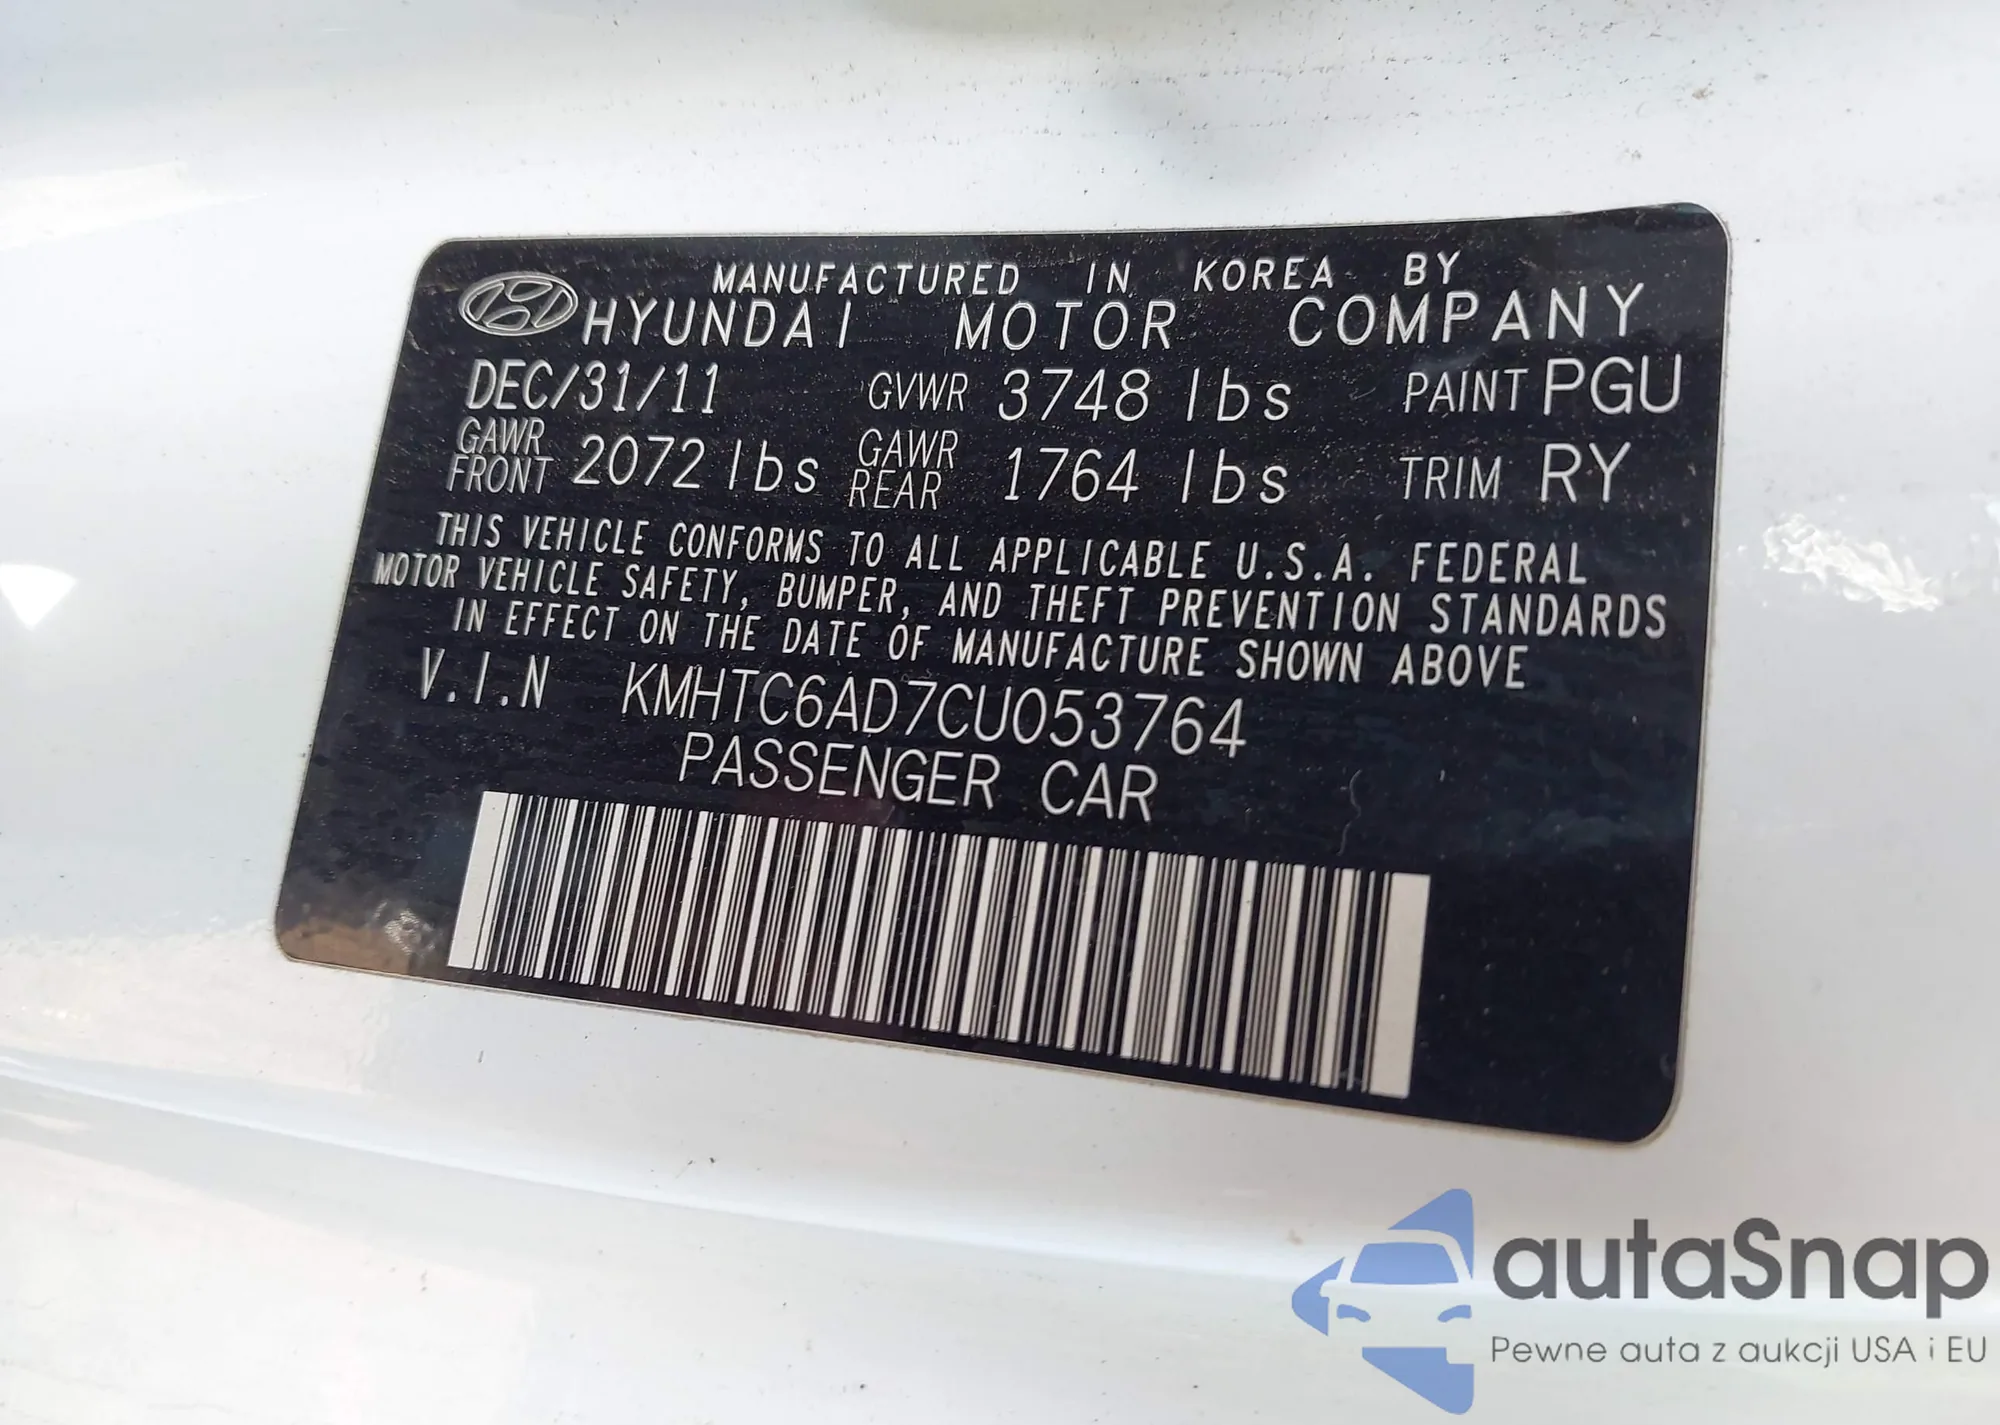 MANUFACTURED IN KOREA BY
HYUNDAI MOTOR COMPANY
DEC/31/11 GVWR 3748 lbs PAINT PGU
GAWR FRONT 2072 lbs GAWR REAR 1764 lbs TRIM RY
THIS VEHICLE CONFORMS TO ALL APPLICABLE U.S.A. FEDERAL
MOTOR VEHICLE SAFETY, BUMPER, AND THEFT PREVENTION STANDARDS
IN EFFECT ON THE DATE OF MANUFACTURE SHOWN ABOVE
V.I.N KMHTC6AD7CU053764
PASSENGER CAR
autaSnap
Pewne auta z aukcji USA i EU